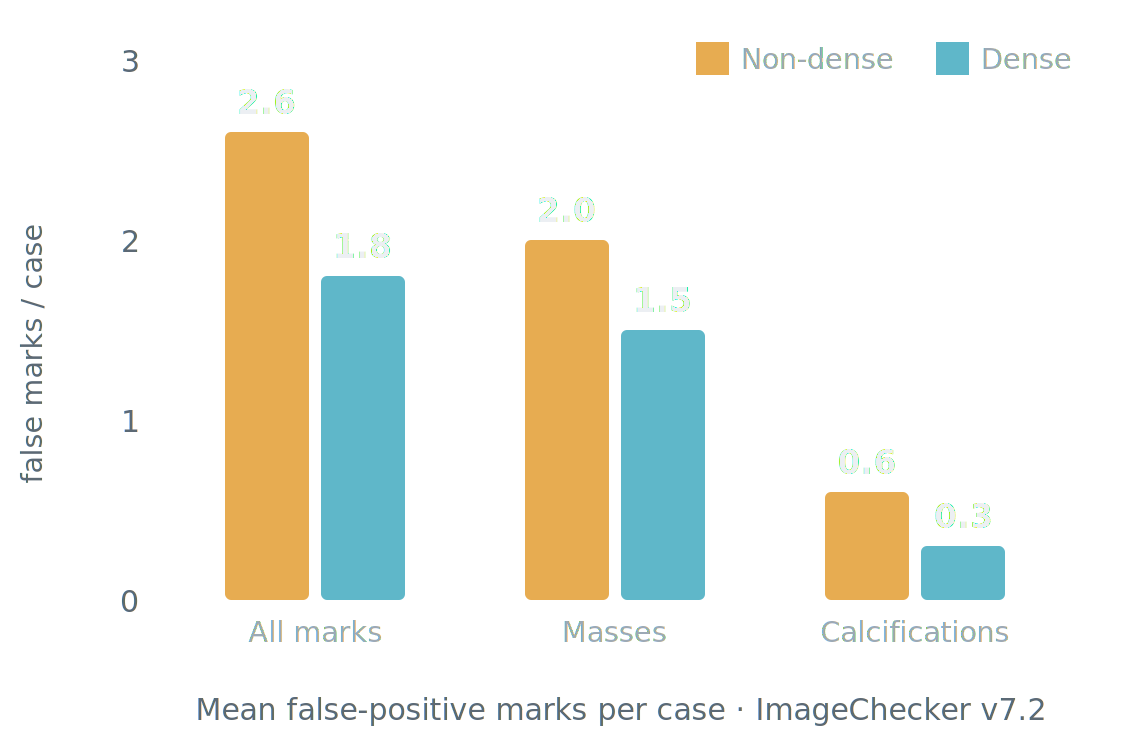 3
Non-dense
Dense
2.6
2.0
1.8
2
1.5
false marks / case
1
0.6
0.3
0
All marks
Masses
Calcifications
Mean false-positive marks per case · ImageChecker v7.2